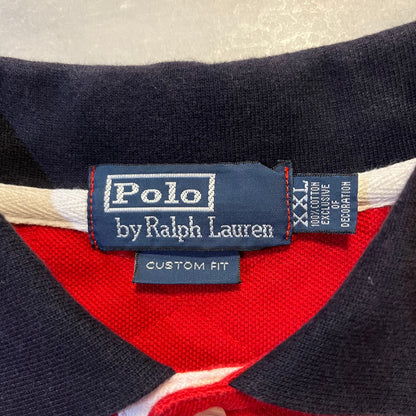 Polo
by Ralph Lauren
CUSTOM FIT
XXL
100% COTTON
EXCLUSIVE
OF
DECORATION